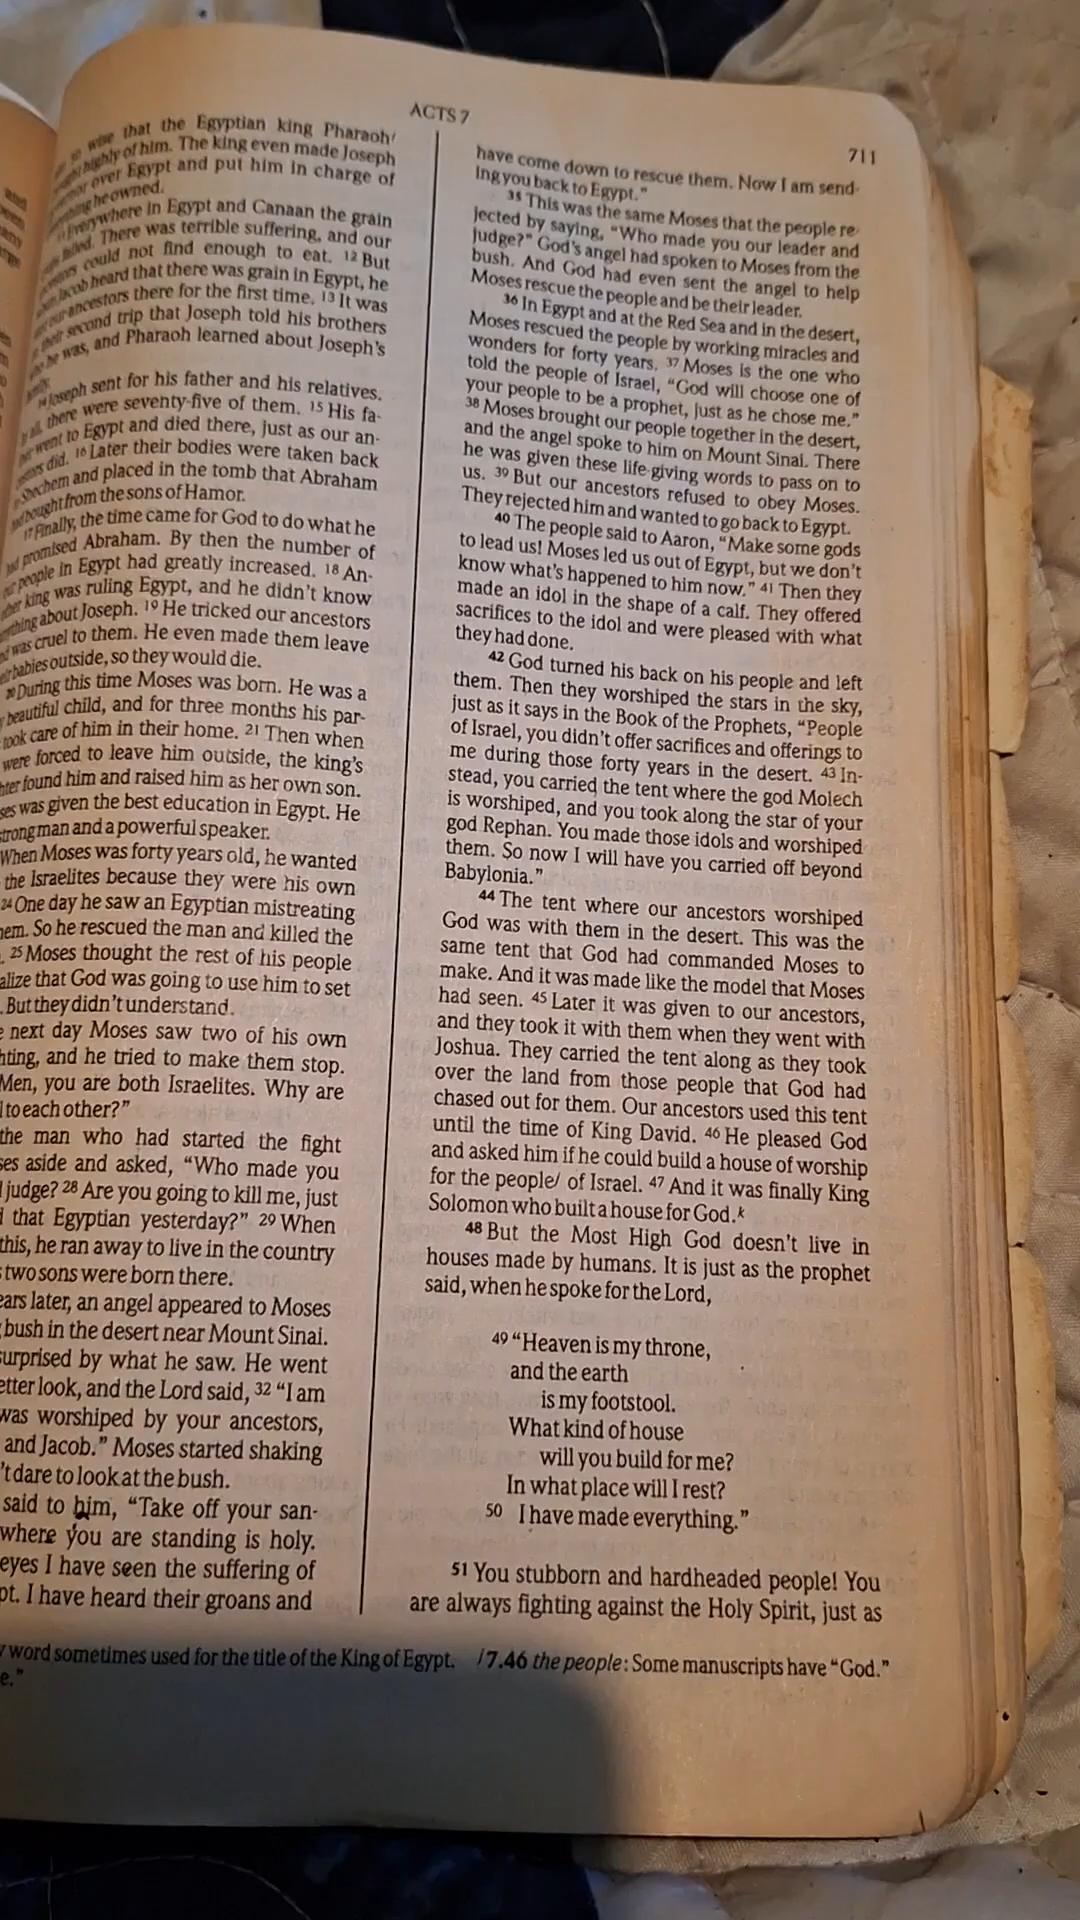 ACTS 7
711
wise that the Egyptian king Pharaoh
highly of him. The king even made Joseph
over Egypt and put him in charge of
he owned.
11 Everywhere in Egypt and Canaan the grain
failed. There was terrible suffering, and our
could not find enough to eat. 12 But
Jacob heard that there was grain in Egypt, he
our ancestors there for the first time. 13 It was
their second trip that Joseph told his brothers
who he was, and Pharaoh learned about Joseph's
14 Joseph sent for his father and his relatives.
In all, there were seventy-five of them. 15 His fa-
went to Egypt and died there, just as our an-
did. 16 Later their bodies were taken back
Shechem and placed in the tomb that Abraham
had bought from the sons of Hamor.
17 Finally, the time came for God to do what he
had promised Abraham. By then the number of
our people in Egypt had greatly increased. 18 An-
other king was ruling Egypt, and he didn't know
anything about Joseph. 19 He tricked our ancestors
and was cruel to them. He even made them leave
their babies outside, so they would die.
20 During this time Moses was born. He was a
beautiful child, and for three months his par-
took care of him in their home. 21 Then when
were forced to leave him outside, the king's
hter found him and raised him as her own son.
ses was given the best education in Egypt. He
strong man and a powerful speaker.
When Moses was forty years old, he wanted
the Israelites because they were his own
24 One day he saw an Egyptian mistreating
hem. So he rescued the man and killed the
. 25 Moses thought the rest of his people
alize that God was going to use him to set
. But they didn't understand.
e next day Moses saw two of his own
hting, and he tried to make them stop.
Men, you are both Israelites. Why are
l to each other?"
the man who had started the fight
ses aside and asked, "Who made you
l judge? 28 Are you going to kill me, just
d that Egyptian yesterday?" 29 When
this, he ran away to live in the country
s two sons were born there.
ears later, an angel appeared to Moses
bush in the desert near Mount Sinai.
surprised by what he saw. He went
etter look, and the Lord said, 32 "I am
was worshiped by your ancestors,
and Jacob." Moses started shaking
't dare to look at the bush.
said to him, "Take off your san-
where you are standing is holy.
eyes I have seen the suffering of
pt. I have heard their groans and
have come down to rescue them. Now I am send-
ing you back to Egypt."
35 This was the same Moses that the people re-
jected by saying, "Who made you our leader and
judge?" God's angel had spoken to Moses from the
bush. And God had even sent the angel to help
Moses rescue the people and be their leader.
36 In Egypt and at the Red Sea and in the desert,
Moses rescued the people by working miracles and
wonders for forty years. 37 Moses is the one who
told the people of Israel, "God will choose one of
your people to be a prophet, just as he chose me."
38 Moses brought our people together in the desert,
and the angel spoke to him on Mount Sinai. There
he was given these life-giving words to pass on to
us. 39 But our ancestors refused to obey Moses.
They rejected him and wanted to go back to Egypt.
40 The people said to Aaron, "Make some gods
to lead us! Moses led us out of Egypt, but we don't
know what's happened to him now." 41 Then they
made an idol in the shape of a calf. They offered
sacrifices to the idol and were pleased with what
they had done.
42 God turned his back on his people and left
them. Then they worshiped the stars in the sky,
just as it says in the Book of the Prophets, "People
of Israel, you didn't offer sacrifices and offerings to
me during those forty years in the desert. 43 In-
stead, you carried the tent where the god Molech
is worshiped, and you took along the star of your
god Rephan. You made those idols and worshiped
them. So now I will have you carried off beyond
Babylonia."
44 The tent where our ancestors worshiped
God was with them in the desert. This was the
same tent that God had commanded Moses to
make. And it was made like the model that Moses
had seen. 45 Later it was given to our ancestors,
and they took it with them when they went with
Joshua. They carried the tent along as they took
over the land from those people that God had
chased out for them. Our ancestors used this tent
until the time of King David. 46 He pleased God
and asked him if he could build a house of worship
for the people j of Israel. 47 And it was finally King
Solomon who built a house for God. k
48 But the Most High God doesn't live in
houses made by humans. It is just as the prophet
said, when he spoke for the Lord,
49 "Heaven is my throne,
and the earth
is my footstool.
What kind of house
will you build for me?
In what place will I rest?
50 I have made everything."
51 You stubborn and hardheaded people! You
are always fighting against the Holy Spirit, just as
word sometimes used for the title of the King of Egypt. j 7.46 the people: Some manuscripts have "God."
e."